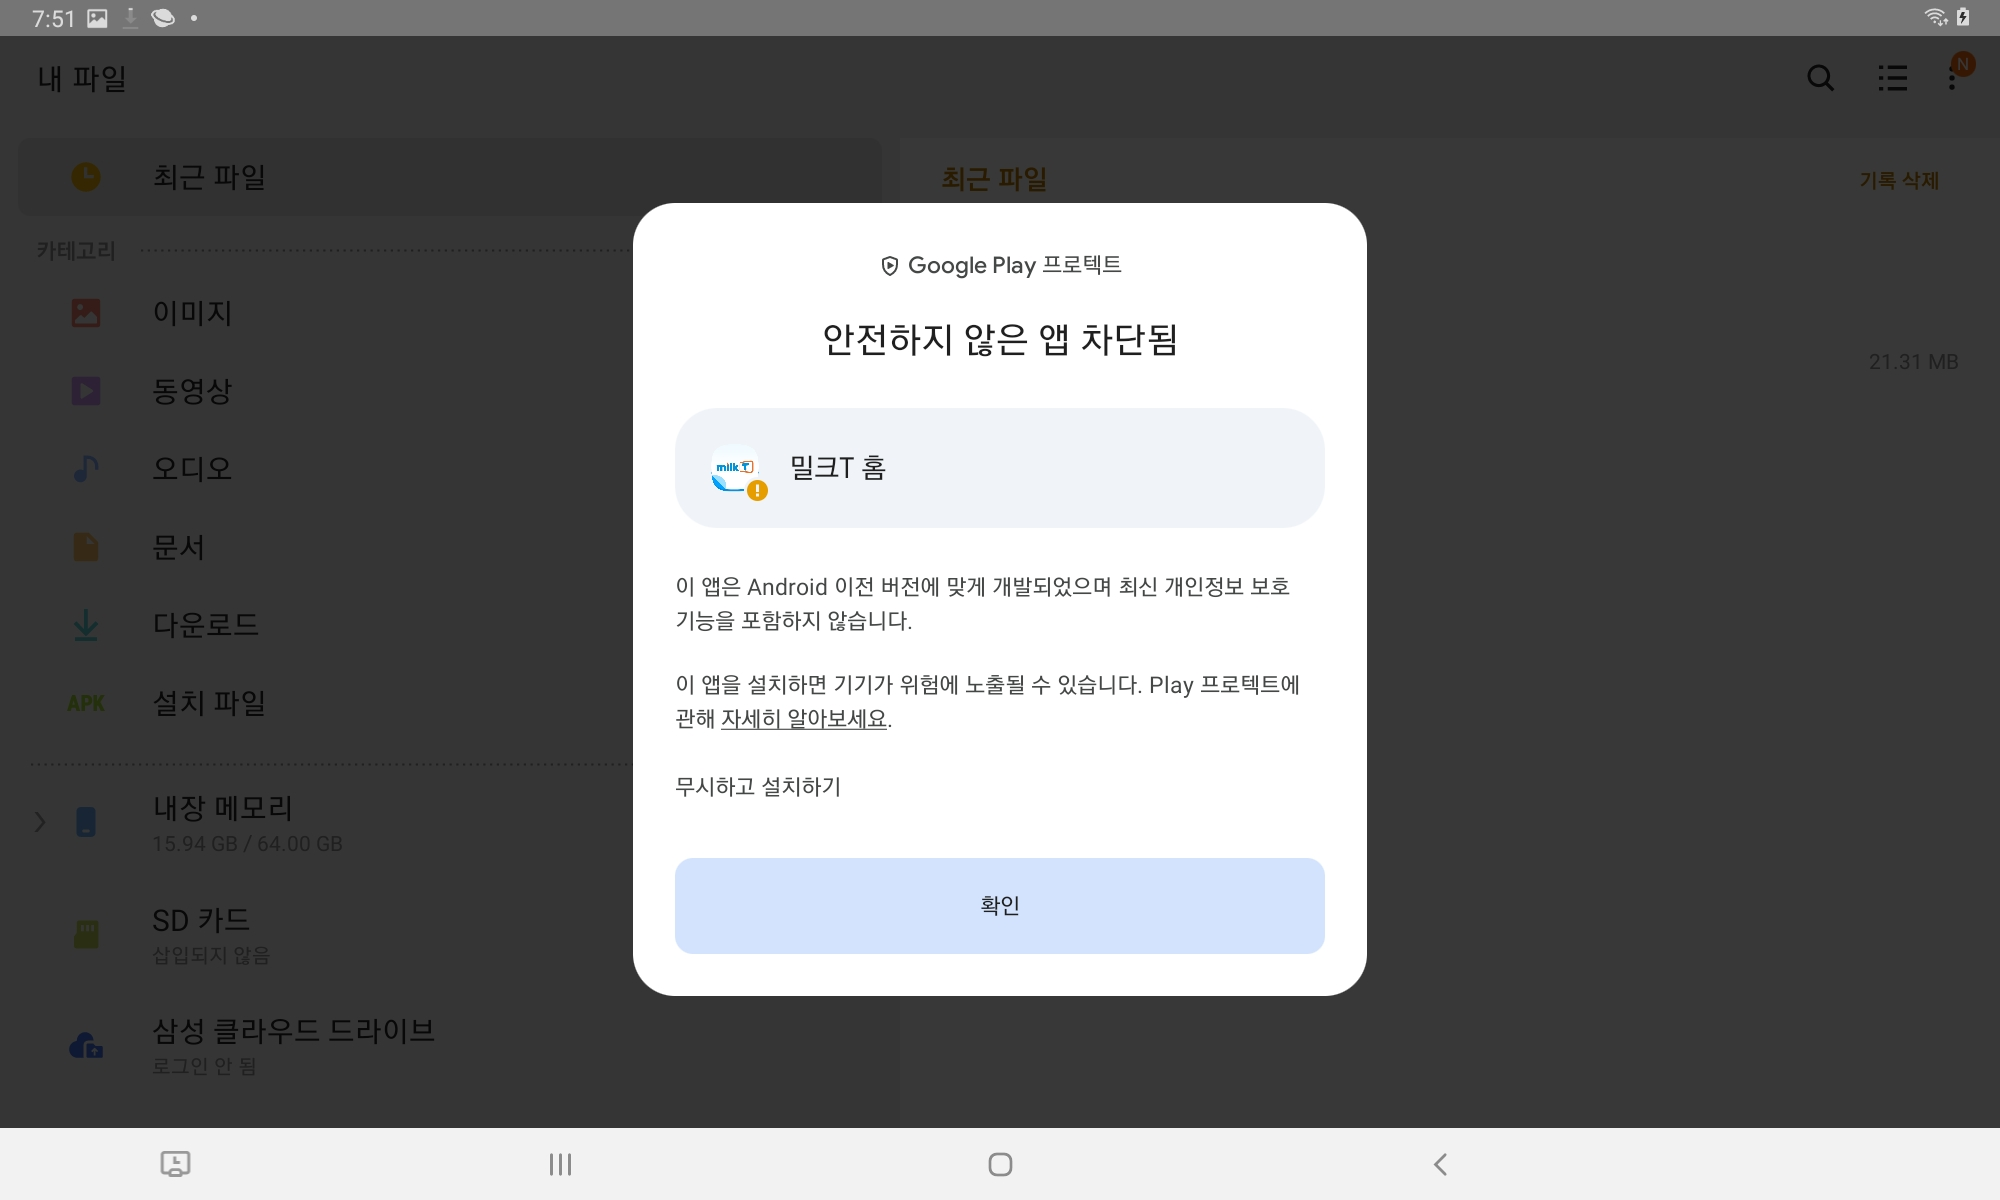 7:51
내 파일
N
최근 파일
최근 파일
기록 삭제
카테고리
이미지
동영상
오디오
문서
다운로드
APK 설치 파일
내장 메모리
15.94 GB / 64.00 GB
SD 카드
삽입되지 않음
삼성 클라우드 드라이브
로그인 안 됨
21.31 MB
Google Play 프로텍트
안전하지 않은 앱 차단됨
milk T
밀크T 홈
이 앱은 Android 이전 버전에 맞게 개발되었으며 최신 개인정보 보호
기능을 포함하지 않습니다.
이 앱을 설치하면 기기가 위험에 노출될 수 있습니다. Play 프로텍트에
관해 자세히 알아보세요.
무시하고 설치하기
확인